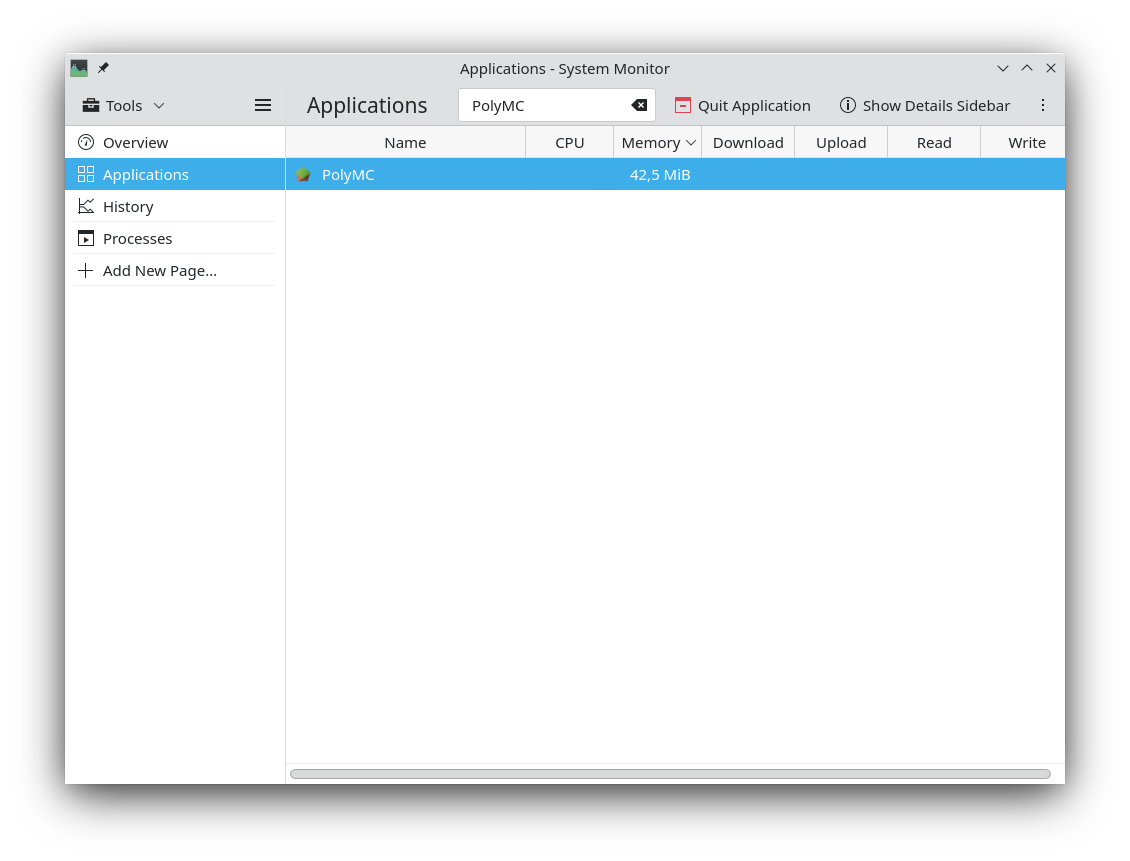 Applications - System Monitor
Tools
Applications
PolyMC
Quit Application
Show Details Sidebar
Overview
Applications
History
Processes
Add New Page...
Name CPU Memory Download Upload Read Write
PolyMC 42,5 MiB